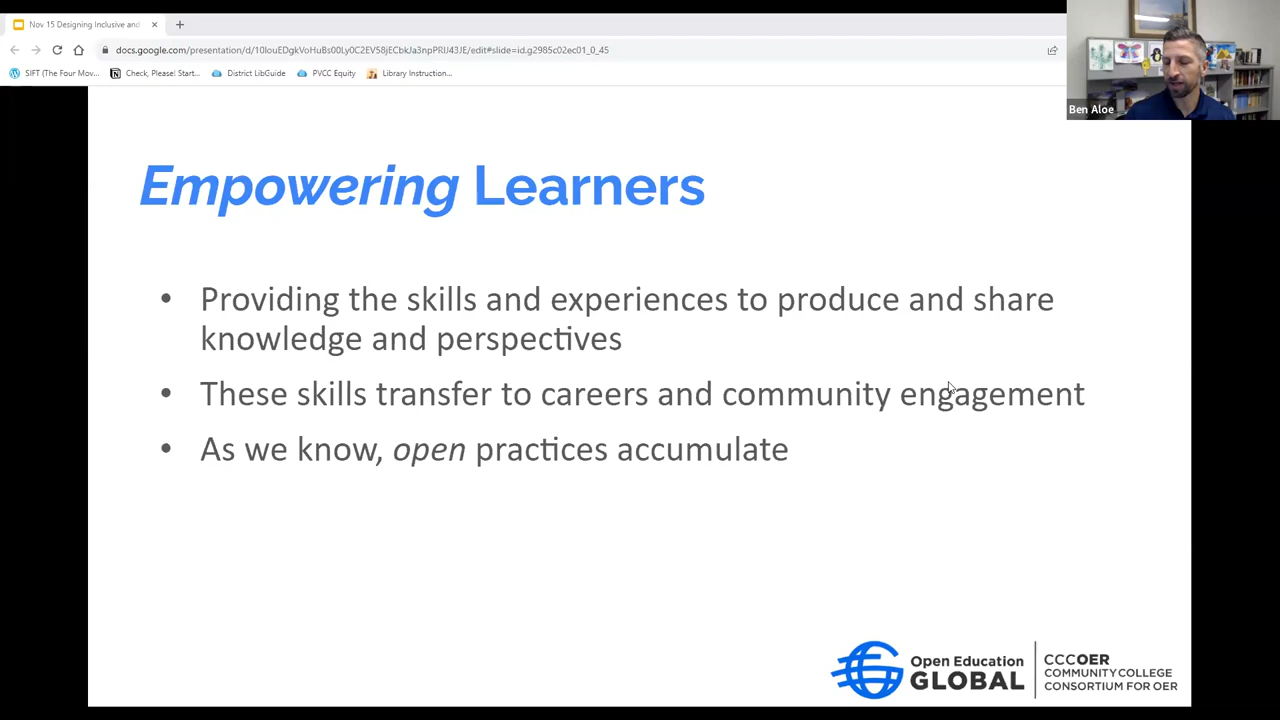 Nov 15 Designing Inclusive and
docs.google.com/presentation/d/10louEDgkVoHuBs00Ly0C2EV58jECbkJa3npPRlJ43JE/edit#slide=id.g2985c02ec01_0_45
SIFT (The Four Mov...
Check, Please! Start...
District LibGuide
PVCC Equity
Library Instruction...
Ben Aloe
Empowering Learners
• Providing the skills and experiences to produce and share
knowledge and perspectives
• These skills transfer to careers and community engagement
• As we know, open practices accumulate
Open Education
GLOBAL
CCCOER
COMMUNITY COLLEGE
CONSORTIUM FOR OER